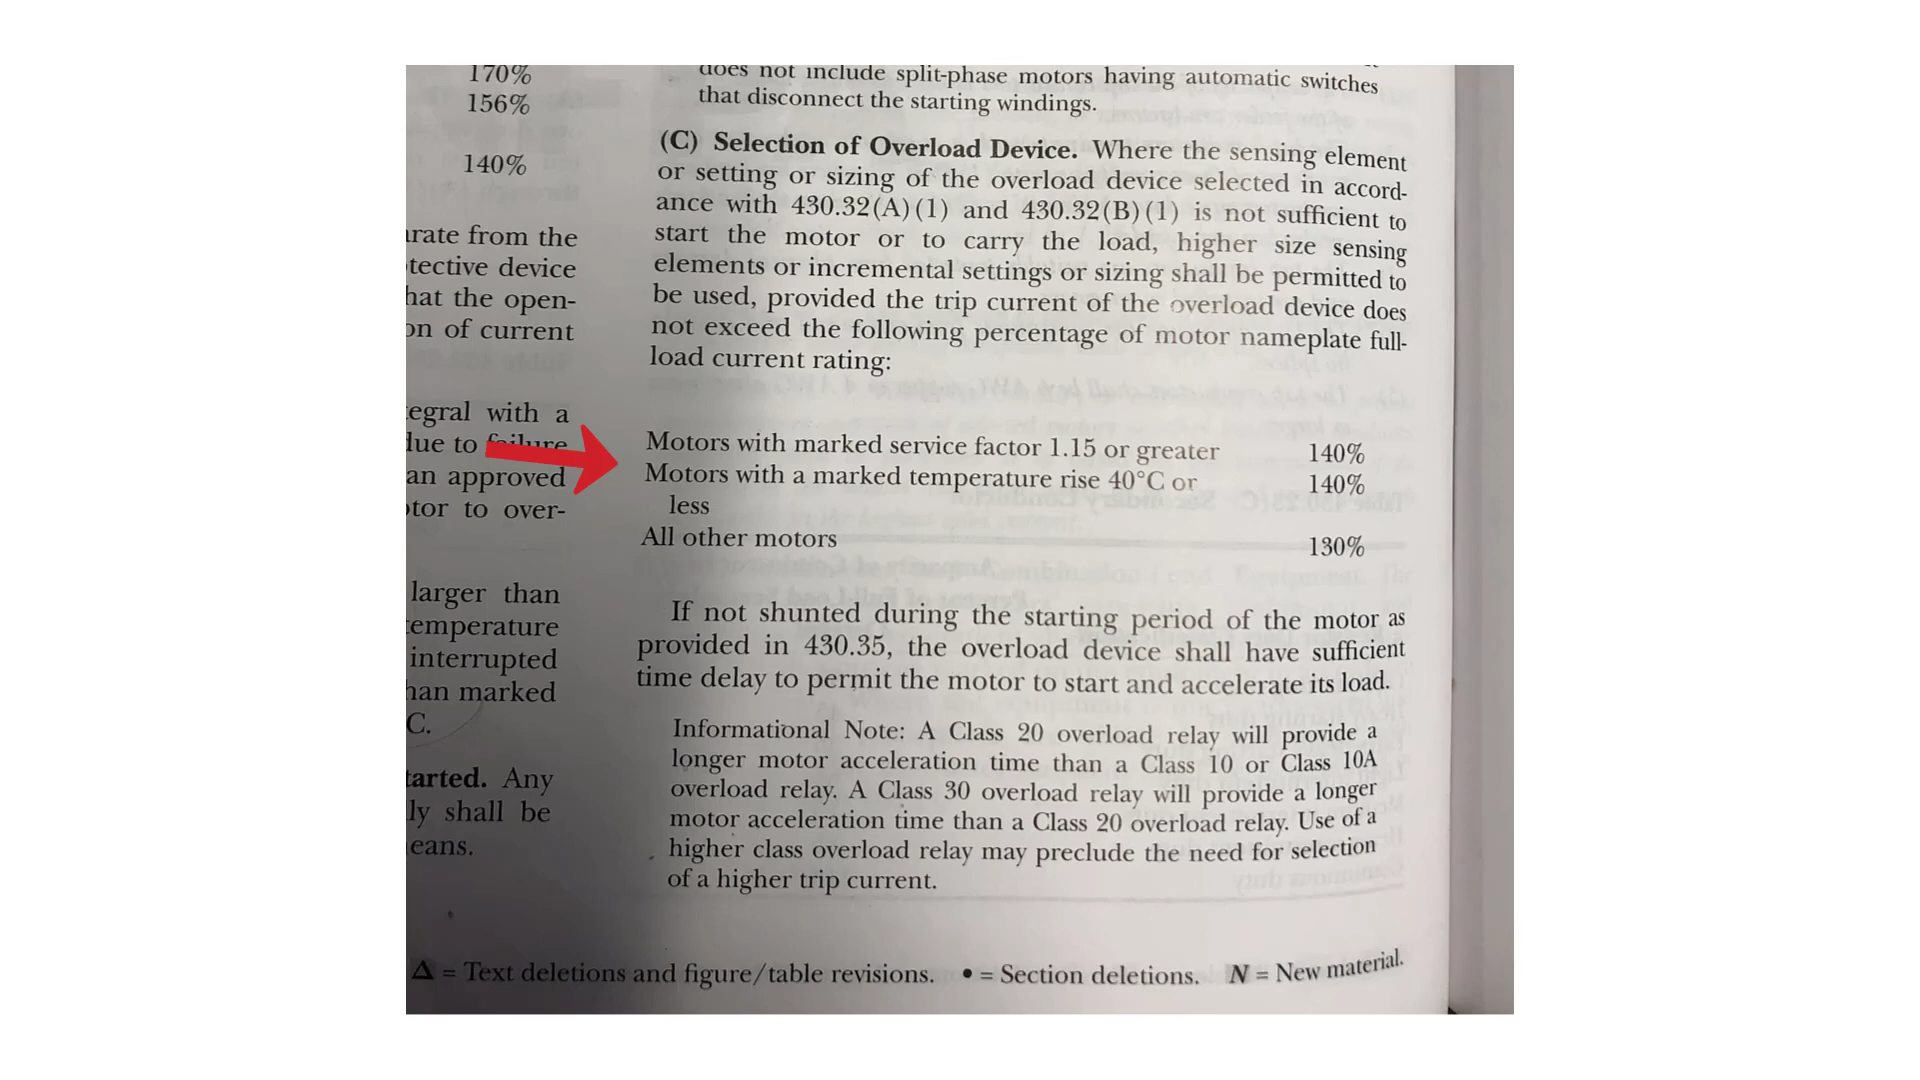 170%
156%
140%
urate from the
tective device
hat the open-
on of current
egral with a
lue to failure
an approved
otor to over-
larger than
temperature
interrupted
han marked
C.
tarted. Any
ly shall be
eans.
does not include split-phase motors having automatic switches
that disconnect the starting windings.
(C) Selection of Overload Device. Where the sensing element
or setting or sizing of the overload device selected in accord-
ance with 430.32(A)(1) and 430.32(B)(1) is not sufficient to
start the motor or to carry the load, higher size sensing
elements or incremental settings or sizing shall be permitted to
be used, provided the trip current of the overload device does
not exceed the following percentage of motor nameplate full-
load current rating:
Motors with marked service factor 1.15 or greater 140%
Motors with a marked temperature rise 40°C or 140%
less
All other motors 130%
If not shunted during the starting period of the motor as
provided in 430.35, the overload device shall have sufficient
time delay to permit the motor to start and accelerate its load.
Informational Note: A Class 20 overload relay will provide a
longer motor acceleration time than a Class 10 or Class 10A
overload relay. A Class 30 overload relay will provide a longer
motor acceleration time than a Class 20 overload relay. Use of a
higher class overload relay may preclude the need for selection
of a higher trip current.
Δ = Text deletions and figure/table revisions. • = Section deletions. N = New material.